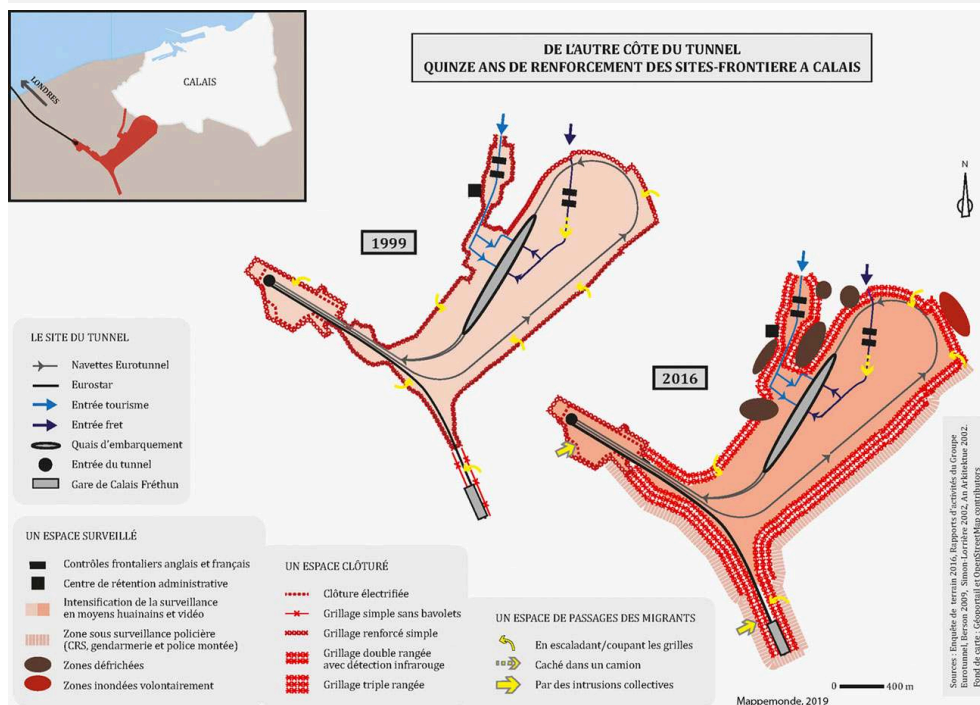 DE L'AUTRE CÔTE DU TUNNEL
QUINZE ANS DE RENFORCEMENT DES SITES-FRONTIERE A CALAIS
CALAIS
LONDRES
N
1999
2016
LE SITE DU TUNNEL
Navettes Eurotunnel
Eurostar
Entrée tourisme
Entrée fret
Quais d'embarquement
Entrée du tunnel
Gare de Calais Fréthun
UN ESPACE SURVEILLÉ
Contrôles frontaliers anglais et français
Centre de rétention administrative
Intensification de la surveillance
en moyens huainains et vidéo
Zone sous surveillance policière
(CRS, gendarmerie et police montée)
Zones défrichées
Zones inondées volontairement
UN ESPACE CLÔTURÉ
Clôture électrifiée
Grillage simple sans bavolets
Grillage renforcé simple
Grillage double rangée
avec détection infrarouge
Grillage triple rangée
UN ESPACE DE PASSAGES DES MIGRANTS
En escaladant/coupant les grilles
Caché dans un camion
Par des intrusions collectives
0 400 m
Mappemonde, 2019
Sources : Enquête de terrain 2016, Rapports d'activités du Groupe
Eurotunnel, Berson 2009, Simon-Lorrière 2002, An Arkitektue 2002.
Fond de carte : Géoportail et OpenStreetMap contributors